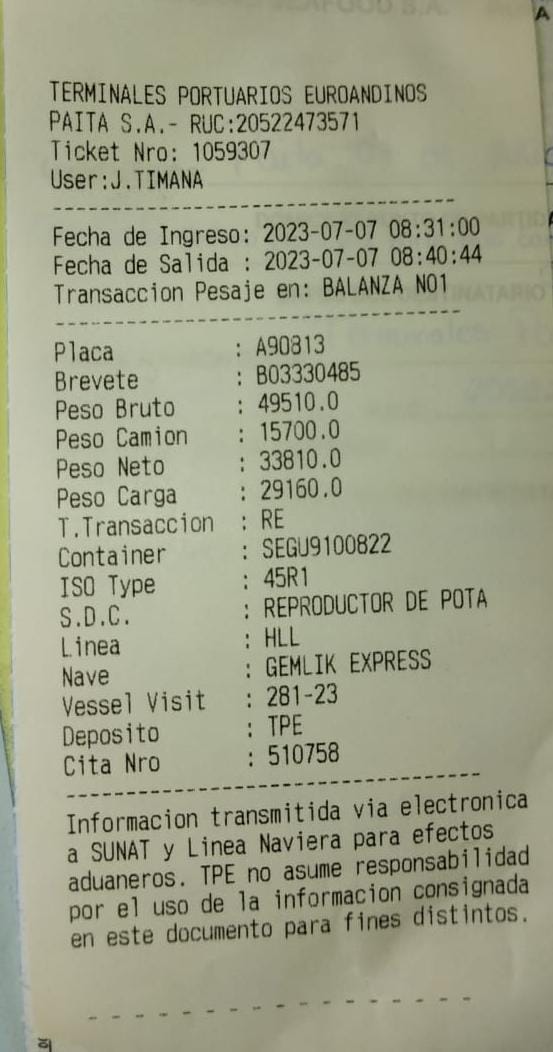 SEAFOOD S.A.
A
TERMINALES PORTUARIOS EUROANDINOS
PAITA S.A.- RUC:20522473571
Ticket Nro: 1059307
User:J.TIMANA
Fecha de Ingreso: 2023-07-07 08:31:00
Fecha de Salida : 2023-07-07 08:40:44
Transaccion Pesaje en: BALANZA N01
Placa : A90813
Brevete : B03330485
Peso Bruto : 49510.0
Peso Camion : 15700.0
Peso Neto : 33810.0
Peso Carga : 29160.0
T.Transaccion : RE
Container : SEGU9100822
ISO Type : 45R1
S.D.C. : REPRODUCTOR DE POTA
Linea : HLL
Nave : GEMLIK EXPRESS
Vessel Visit : 281-23
Deposito : TPE
Cita Nro : 510758
Informacion transmitida via electronica
a SUNAT y Linea Naviera para efectos
aduaneros. TPE no asume responsabilidad
por el uso de la informacion consignada
en este documento para fines distintos.